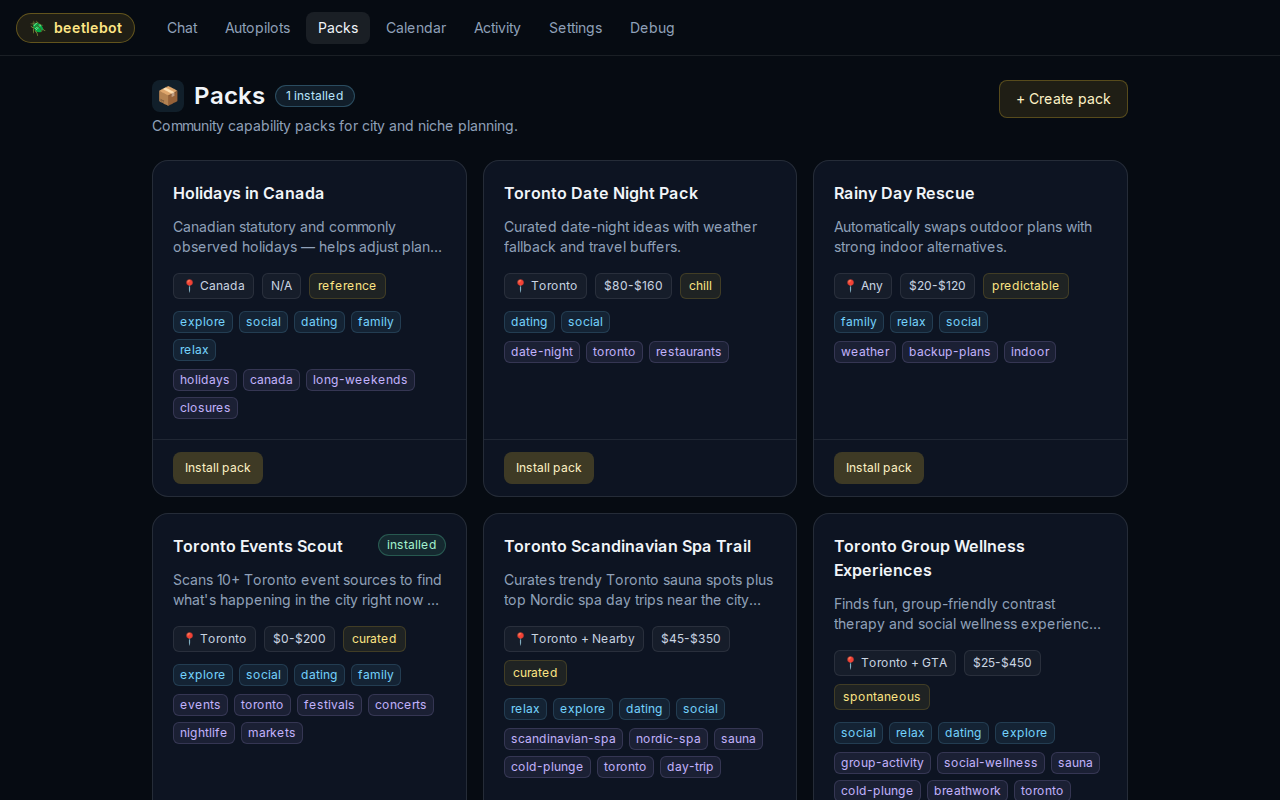 beetlebot Chat Autopilots Packs Calendar Activity Settings Debug
Packs 1 installed
+ Create pack
Community capability packs for city and niche planning.
Holidays in Canada
Canadian statutory and commonly
observed holidays — helps adjust plan...
Canada N/A reference
explore social dating family
relax
holidays canada long-weekends
closures
Install pack
Toronto Date Night Pack
Curated date-night ideas with weather
fallback and travel buffers.
Toronto $80-$160 chill
dating social
date-night toronto restaurants
Install pack
Rainy Day Rescue
Automatically swaps outdoor plans with
strong indoor alternatives.
Any $20-$120 predictable
family relax social
weather backup-plans indoor
Install pack
Toronto Events Scout installed
Scans 10+ Toronto event sources to find
what's happening in the city right now ...
Toronto $0-$200 curated
explore social dating family
events toronto festivals concerts
nightlife markets
Toronto Scandinavian Spa Trail
Curates trendy Toronto sauna spots plus
top Nordic spa day trips near the city...
Toronto + Nearby $45-$350
curated
relax explore dating social
scandinavian-spa nordic-spa sauna
cold-plunge toronto day-trip
Toronto Group Wellness
Experiences
Finds fun, group-friendly contrast
therapy and social wellness experienc...
Toronto + GTA $25-$450
spontaneous
social relax dating explore
group-activity social-wellness sauna
cold-plunge breathwork toronto